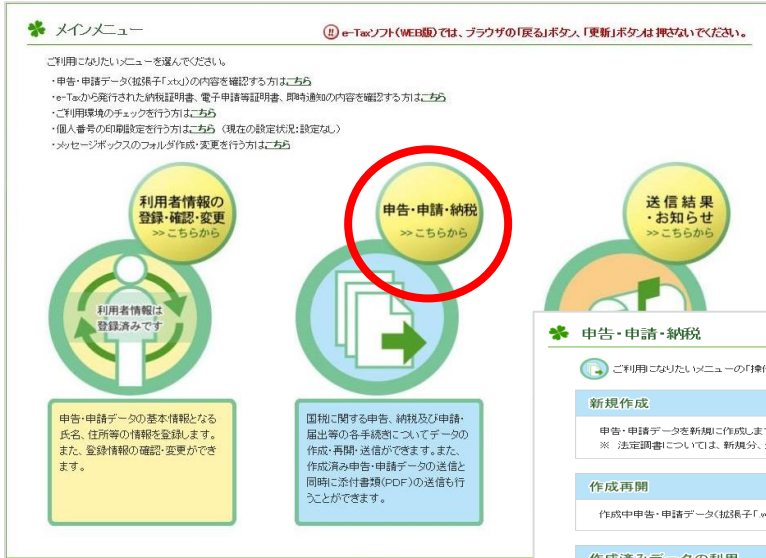 メインメニュー
e-Taxソフト(WEB版)では、ブラウザの「戻る」ボタン、「更新」ボタンは押さないでください。
ご利用になりたいメニューを選んでください。
・申告・申請データ(拡張子「.xtx」)の内容を確認する方はこちら
・e-Taxから発行された納税証明書、電子申請等証明書、即時通知の内容を確認する方はこちら
・ご利用環境のチェックを行う方はこちら
・個人番号の印刷設定を行う方はこちら (現在の設定状況:設定なし)
・メッセージボックスのフォルダ作成・変更を行う方はこちら
利用者情報の
登録・確認・変更
>> こちらから
利用者情報は
登録済みです
申告・申請・納税
>> こちらから
送信結果
・お知らせ
>> こちらから
申告・申請データの基本情報となる
氏名、住所等の情報を登録します。
また、登録情報の確認・変更ができ
ます。
国税に関する申告、納税及び申請・
届出等の各手続きについてデータの
作成・再開・送信ができます。また、
作成済み申告・申請データの送信と
同時に添付書類(PDF)の送信も行
うことができます。
申告・申請・納税
ご利用になりたいメニューの「操
新規作成
申告・申請データを新規に作成しま
※ 法定調書については、新規分、
作成再開
作成中申告・申請データ(拡張子「.w
作成済みデータの利用